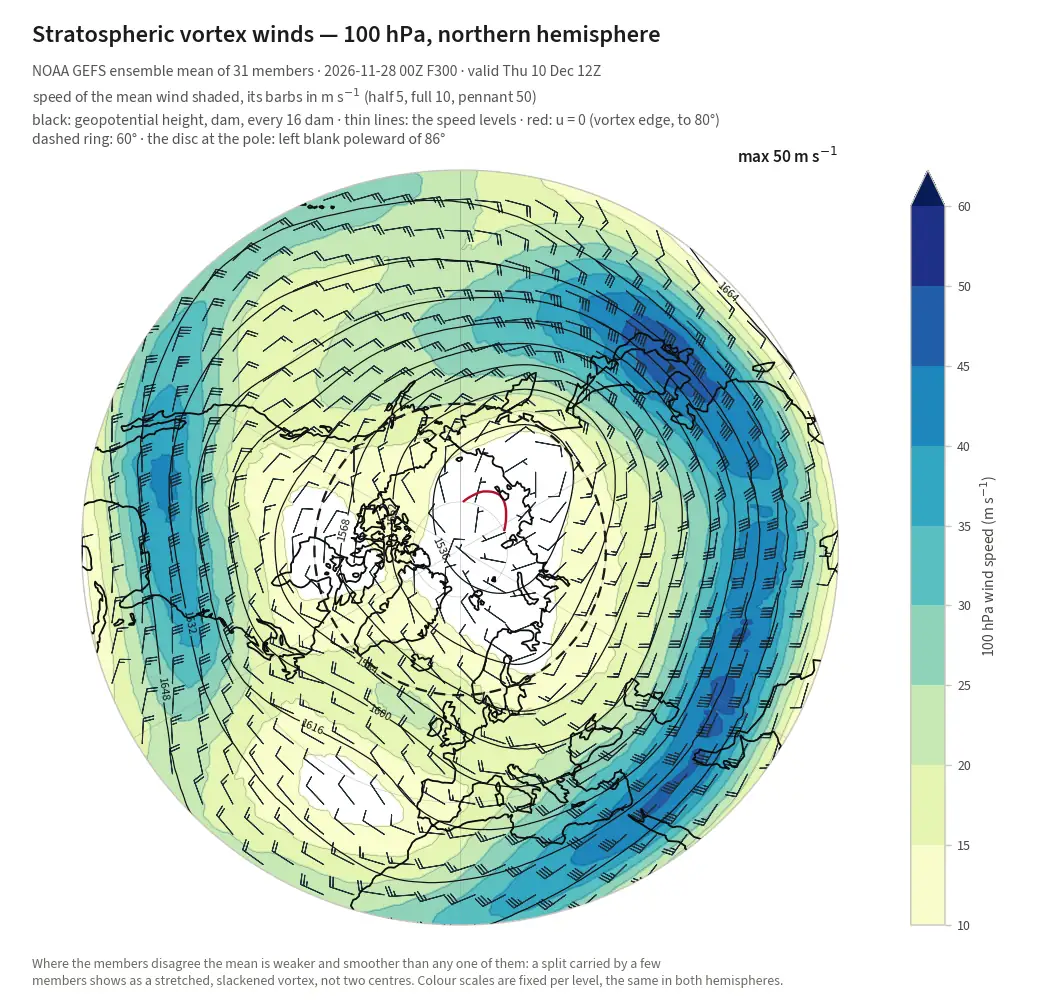 Stratospheric vortex winds — 100 hPa, northern hemisphere
NOAA GEFS ensemble mean of 31 members · 2026-11-28 00Z F300 · valid Thu 10 Dec 12Z
speed of the mean wind shaded, its barbs in m s⁻¹ (half 5, full 10, pennant 50)
black: geopotential height, dam, every 16 dam · thin lines: the speed levels · red: u = 0 (vortex edge, to 80°)
dashed ring: 60° · the disc at the pole: left blank poleward of 86°
max 50 m s⁻¹
1664
1568
1536
1648
1600
1616
60
50
45
40
35
30
25
20
15
10
100 hPa wind speed (m s⁻¹)
Where the members disagree the mean is weaker and smoother than any one of them: a split carried by a few
members shows as a stretched, slackened vortex, not two centres. Colour scales are fixed per level, the same in both hemispheres.